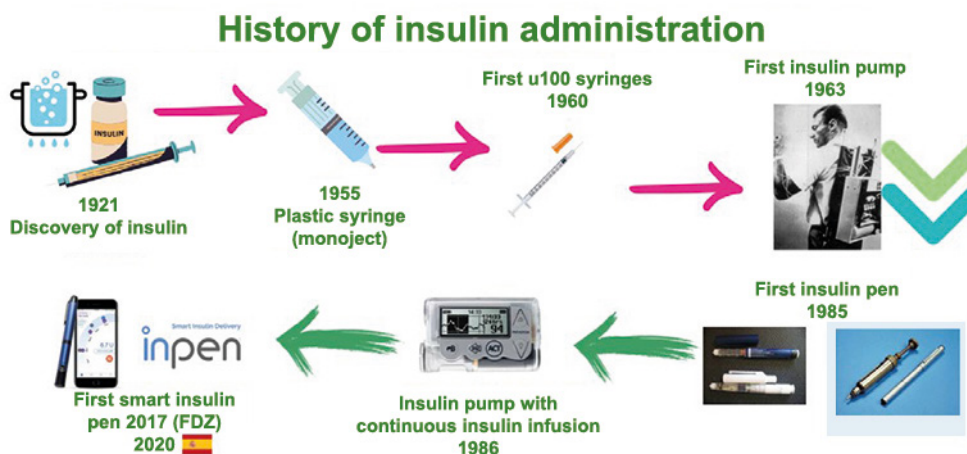 History of insulin administration
INSULIN
1921
Discovery of insulin
1955
Plastic syringe
(monoject)
First u100 syringes
1960
First insulin pump
1963
First insulin pen
1985
94
ACT
Insulin pump with
continuous insulin infusion
1986
Smart Insulin Delivery
inpen
First smart insulin
pen 2017 (FDZ)
2020